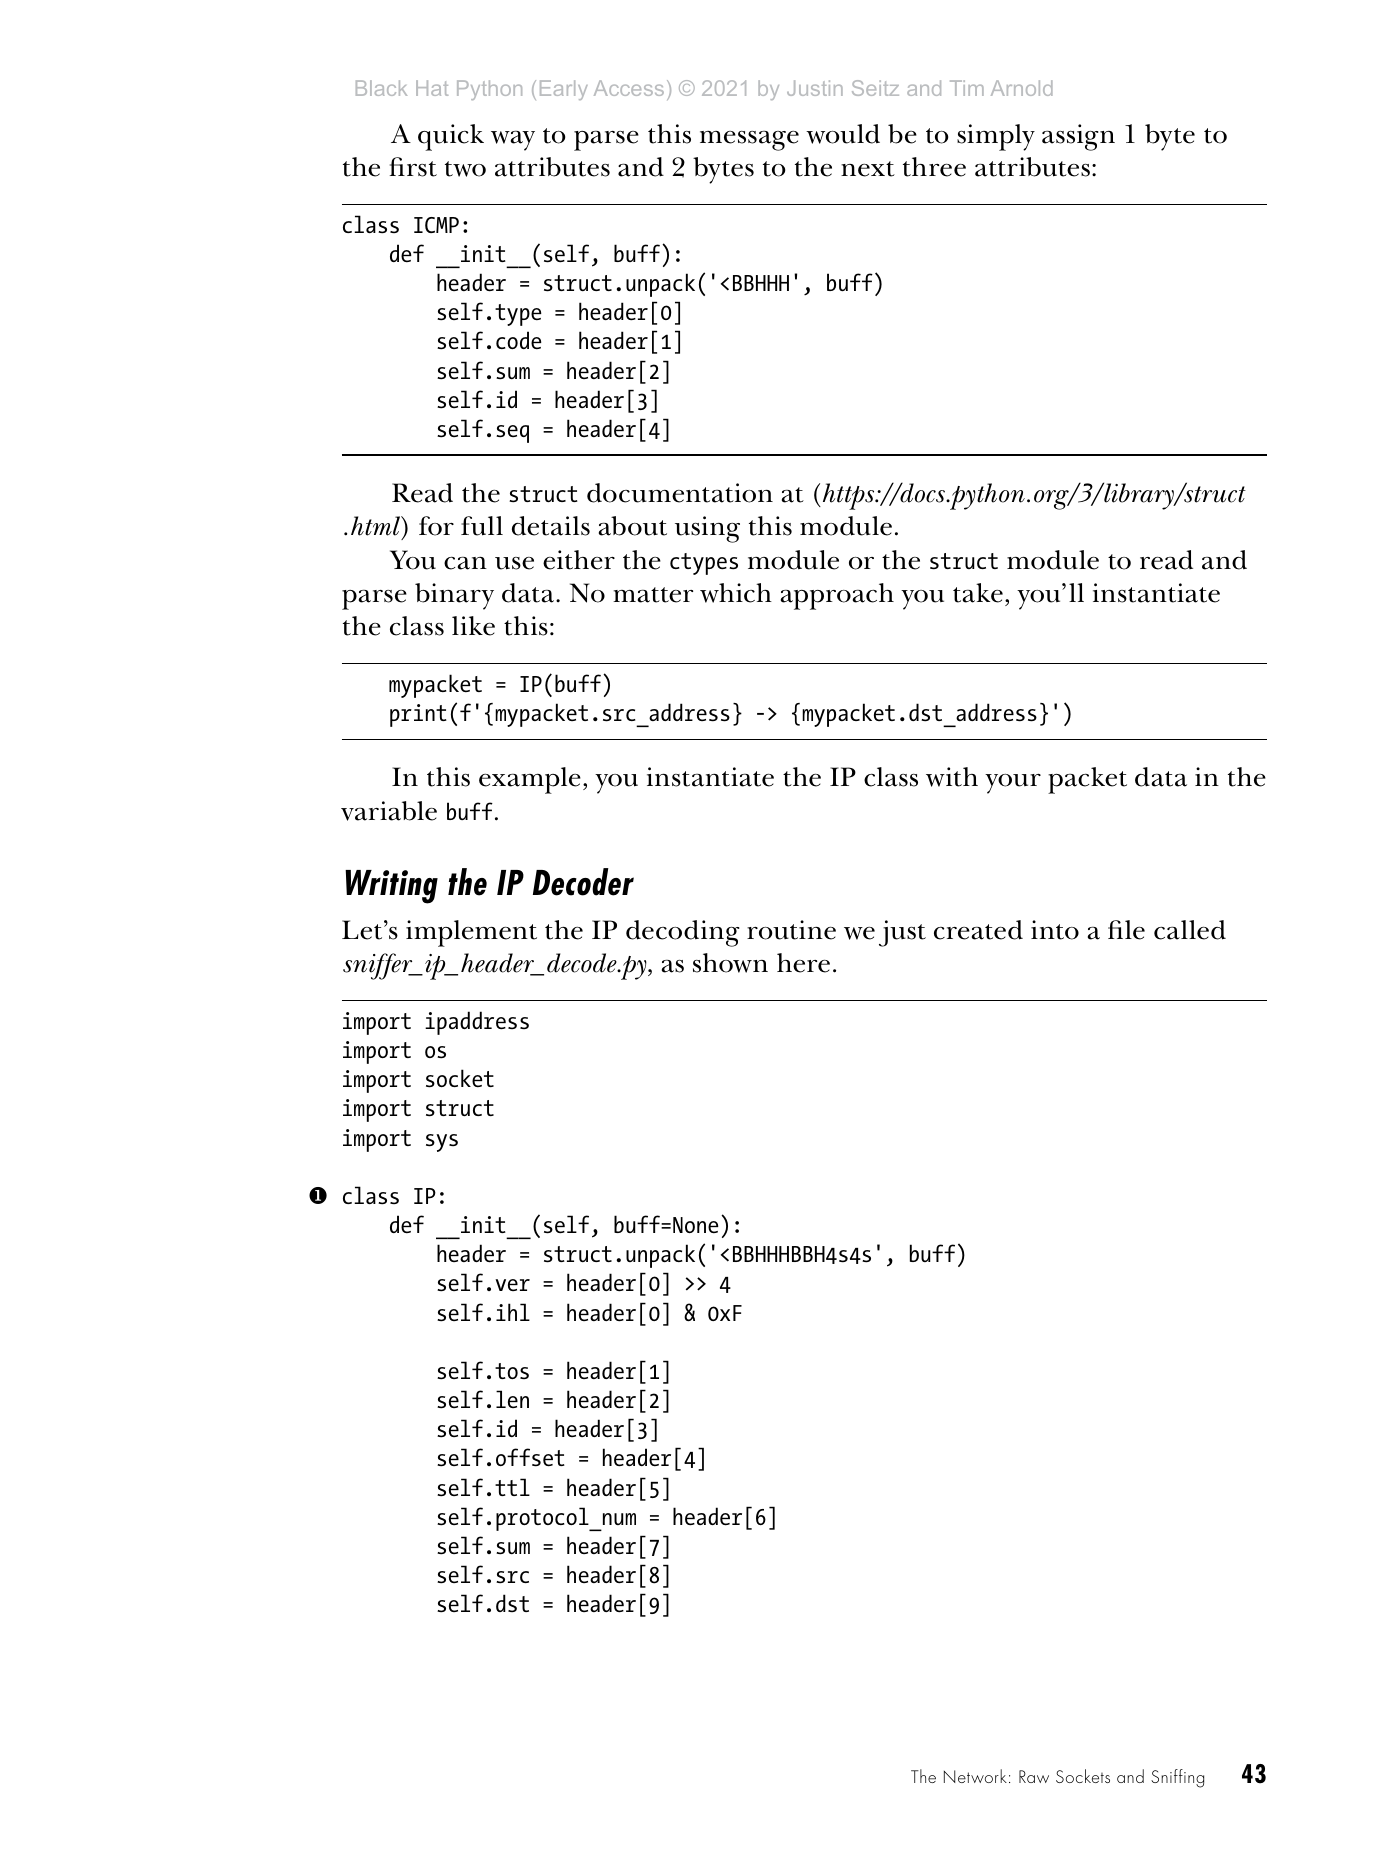 Black Hat Python (Early Access) © 2021 by Justin Seitz and Tim Arnold
A quick way to parse this message would be to simply assign 1 byte to
the first two attributes and 2 bytes to the next three attributes:
class ICMP:
    def __init__(self, buff):
        header = struct.unpack('<BBHHH', buff)
        self.type = header[0]
        self.code = header[1]
        self.sum = header[2]
        self.id = header[3]
        self.seq = header[4]
Read the struct documentation at (https://docs.python.org/3/library/struct
.html) for full details about using this module.
You can use either the ctypes module or the struct module to read and
parse binary data. No matter which approach you take, you’ll instantiate
the class like this:
    mypacket = IP(buff)
    print(f'{mypacket.src_address} -> {mypacket.dst_address}')
In this example, you instantiate the IP class with your packet data in the
variable buff.
Writing the IP Decoder
Let’s implement the IP decoding routine we just created into a file called
sniffer_ip_header_decode.py, as shown here.
import ipaddress
import os
import socket
import struct
import sys
❶ class IP:
    def __init__(self, buff=None):
        header = struct.unpack('<BBHHHBBH4s4s', buff)
        self.ver = header[0] >> 4
        self.ihl = header[0] & 0xF
        self.tos = header[1]
        self.len = header[2]
        self.id = header[3]
        self.offset = header[4]
        self.ttl = header[5]
        self.protocol_num = header[6]
        self.sum = header[7]
        self.src = header[8]
        self.dst = header[9]
The Network: Raw Sockets and Sniffing 43